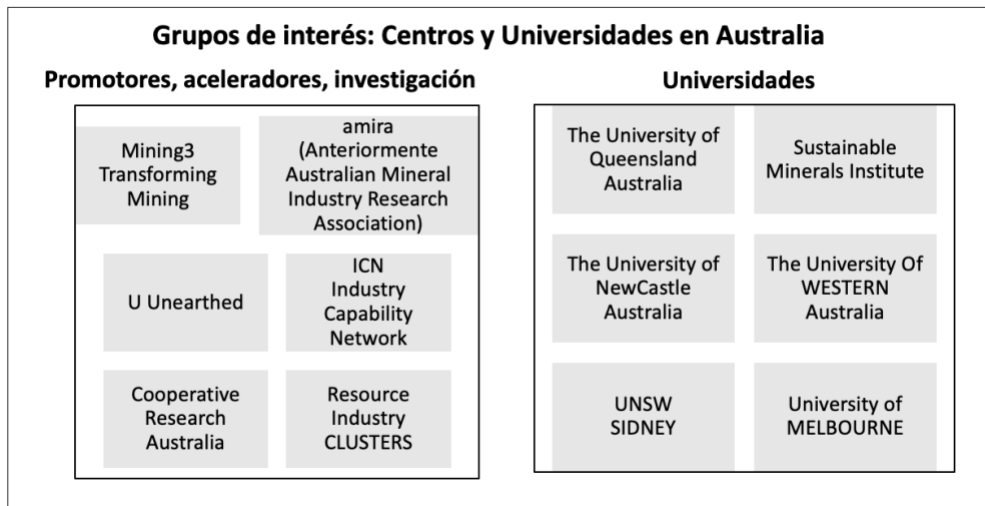 Grupos de interés: Centros y Universidades en Australia
Promotores, aceleradores, investigación
Mining3
Transforming
Mining
amira
(Anteriormente
Australian Mineral
Industry Research
Association)
U Unearthed
ICN
Industry
Capability
Network
Cooperative
Research
Australia
Resource
Industry
CLUSTERS
Universidades
The University of
Queensland
Australia
Sustainable
Minerals Institute
The University of
NewCastle
Australia
The University Of
WESTERN
Australia
UNSW
SIDNEY
University of
MELBOURNE